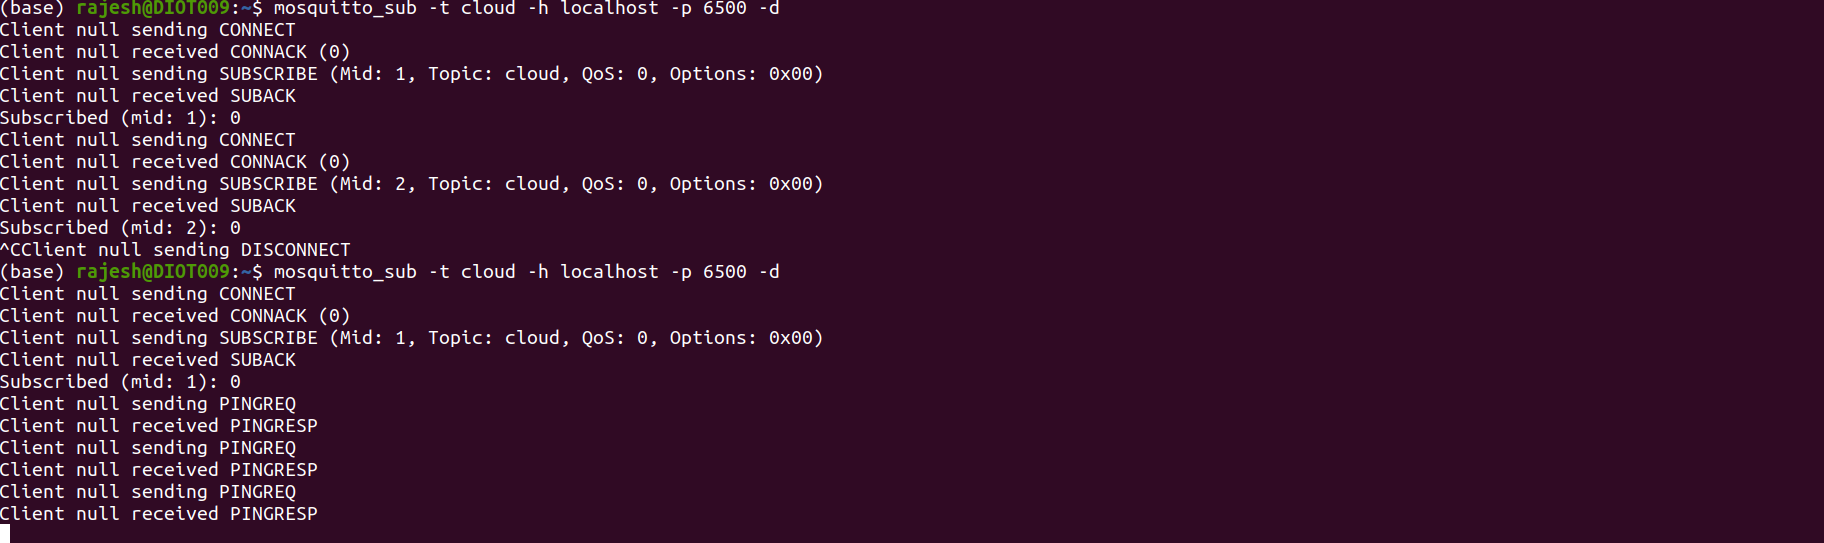 (base) rajesh@DIOT009:~$ mosquitto_sub -t cloud -h localhost -p 6500 -d
Client null sending CONNECT
Client null received CONNACK (0)
Client null sending SUBSCRIBE (Mid: 1, Topic: cloud, QoS: 0, Options: 0x00)
Client null received SUBACK
Subscribed (mid: 1): 0
Client null sending CONNECT
Client null received CONNACK (0)
Client null sending SUBSCRIBE (Mid: 2, Topic: cloud, QoS: 0, Options: 0x00)
Client null received SUBACK
Subscribed (mid: 2): 0
^CClient null sending DISCONNECT
(base) rajesh@DIOT009:~$ mosquitto_sub -t cloud -h localhost -p 6500 -d
Client null sending CONNECT
Client null received CONNACK (0)
Client null sending SUBSCRIBE (Mid: 1, Topic: cloud, QoS: 0, Options: 0x00)
Client null received SUBACK
Subscribed (mid: 1): 0
Client null sending PINGREQ
Client null received PINGRESP
Client null sending PINGREQ
Client null received PINGRESP
Client null sending PINGREQ
Client null received PINGRESP